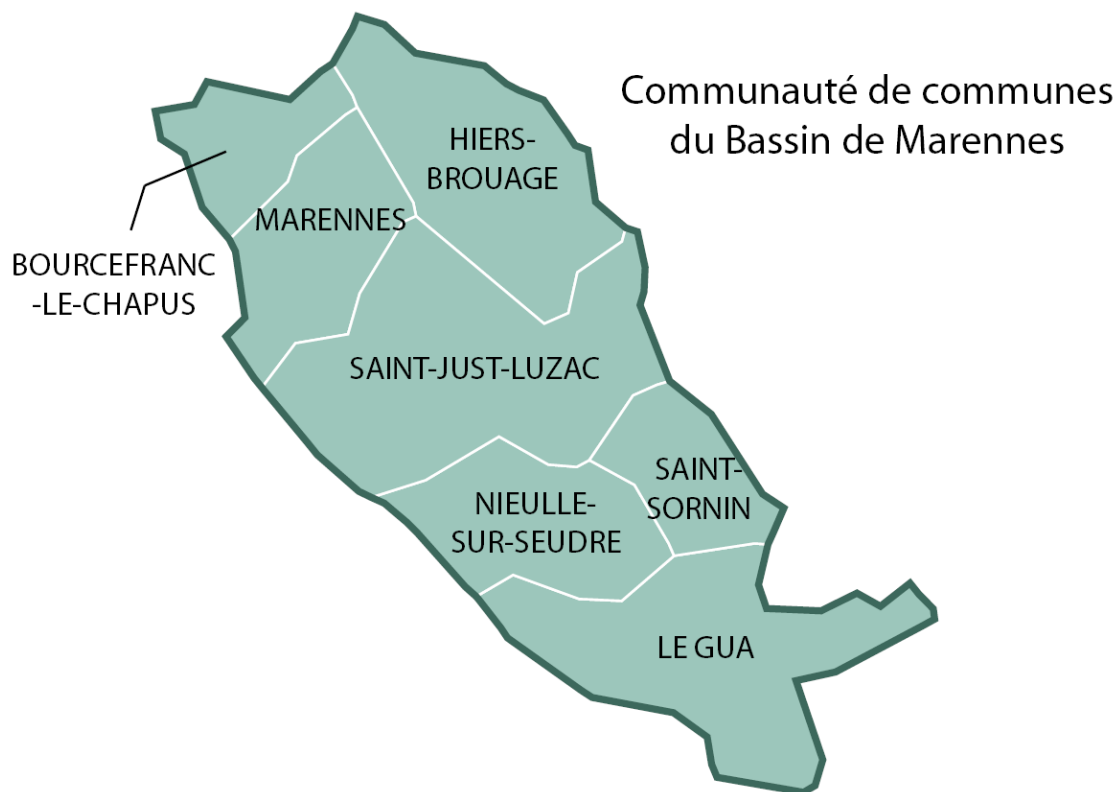 Communauté de communes
du Bassin de Marennes
HIERS-
BROUAGE
MARENNES
BOURCEFRANC
-LE-CHAPUS
SAINT-JUST-LUZAC
SAINT-
SORNIN
NIEULLE-
SUR-SEUDRE
LE GUA